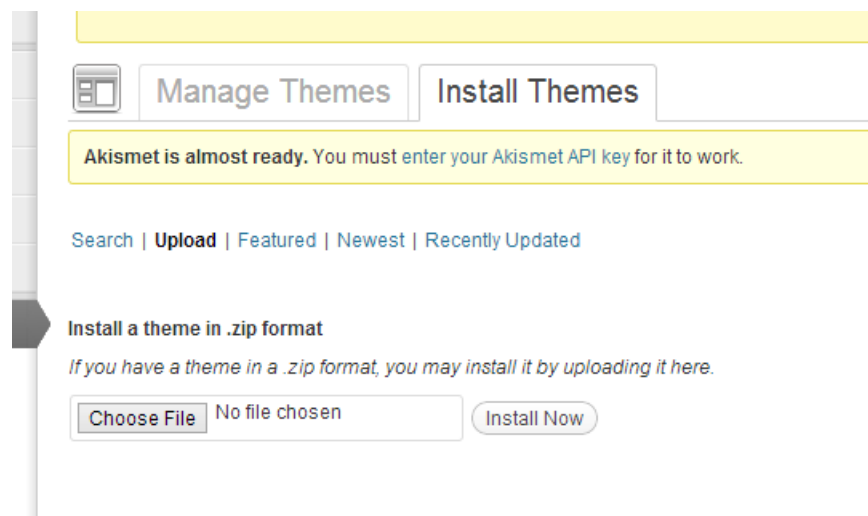 Manage Themes Install Themes
Akismet is almost ready. You must enter your Akismet API key for it to work.
Search | Upload | Featured | Newest | Recently Updated
Install a theme in .zip format
If you have a theme in a .zip format, you may install it by uploading it here.
Choose File No file chosen Install Now